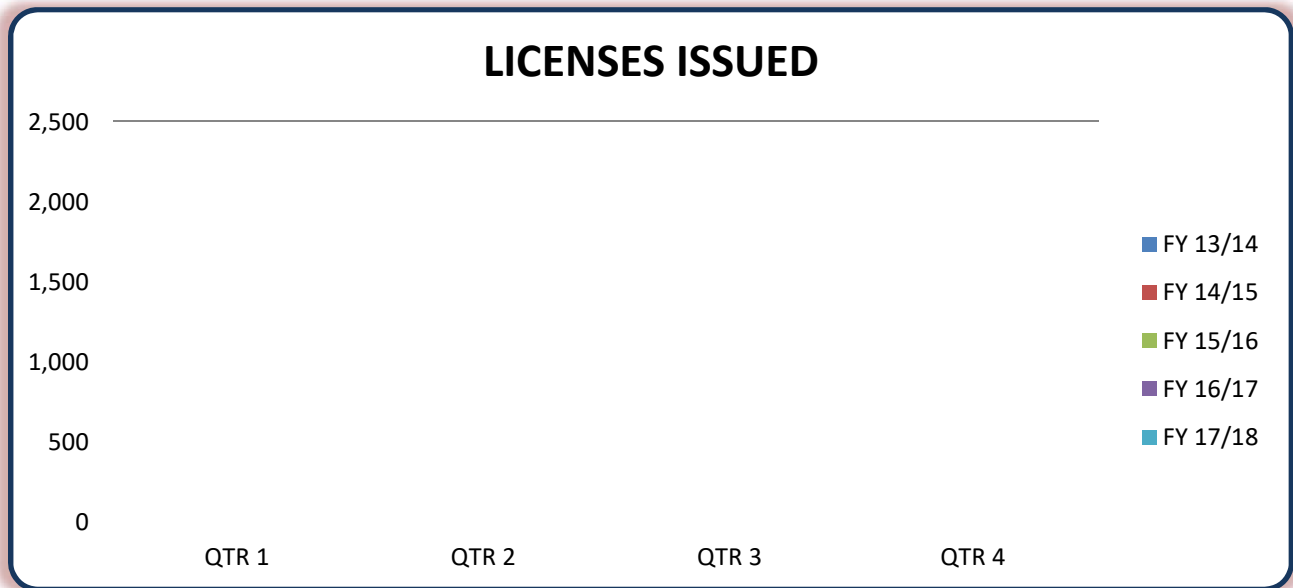 LICENSES ISSUED
2,500
2,000
1,500
1,000
500
0
QTR 1
QTR 2
QTR 3
QTR 4
FY 13/14
FY 14/15
FY 15/16
FY 16/17
FY 17/18